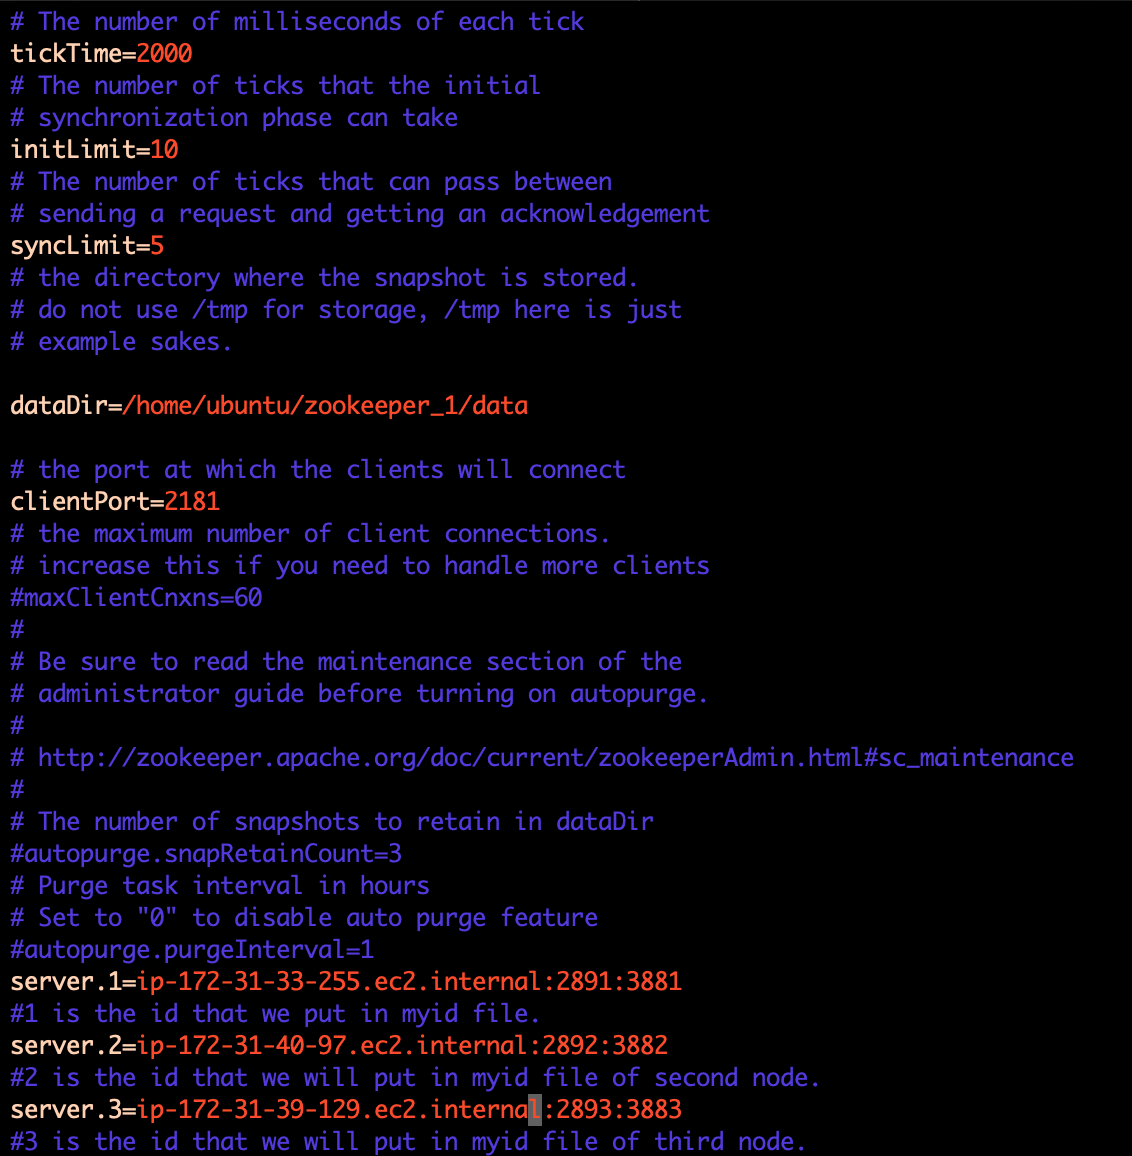 # The number of milliseconds of each tick
tickTime=2000
# The number of ticks that the initial
# synchronization phase can take
initLimit=10
# The number of ticks that can pass between
# sending a request and getting an acknowledgement
syncLimit=5
# the directory where the snapshot is stored.
# do not use /tmp for storage, /tmp here is just
# example sakes.
dataDir=/home/ubuntu/zookeeper_1/data
# the port at which the clients will connect
clientPort=2181
# the maximum number of client connections.
# increase this if you need to handle more clients
#maxClientCnxns=60
#
# Be sure to read the maintenance section of the
# administrator guide before turning on autopurge.
#
# http://zookeeper.apache.org/doc/current/zookeeperAdmin.html#sc_maintenance
#
# The number of snapshots to retain in dataDir
#autopurge.snapRetainCount=3
# Purge task interval in hours
# Set to "0" to disable auto purge feature
#autopurge.purgeInterval=1
server.1=ip-172-31-33-255.ec2.internal:2891:3881
#1 is the id that we put in myid file.
server.2=ip-172-31-40-97.ec2.internal:2892:3882
#2 is the id that we will put in myid file of second node.
server.3=ip-172-31-39-129.ec2.internal:2893:3883
#3 is the id that we will put in myid file of third node.